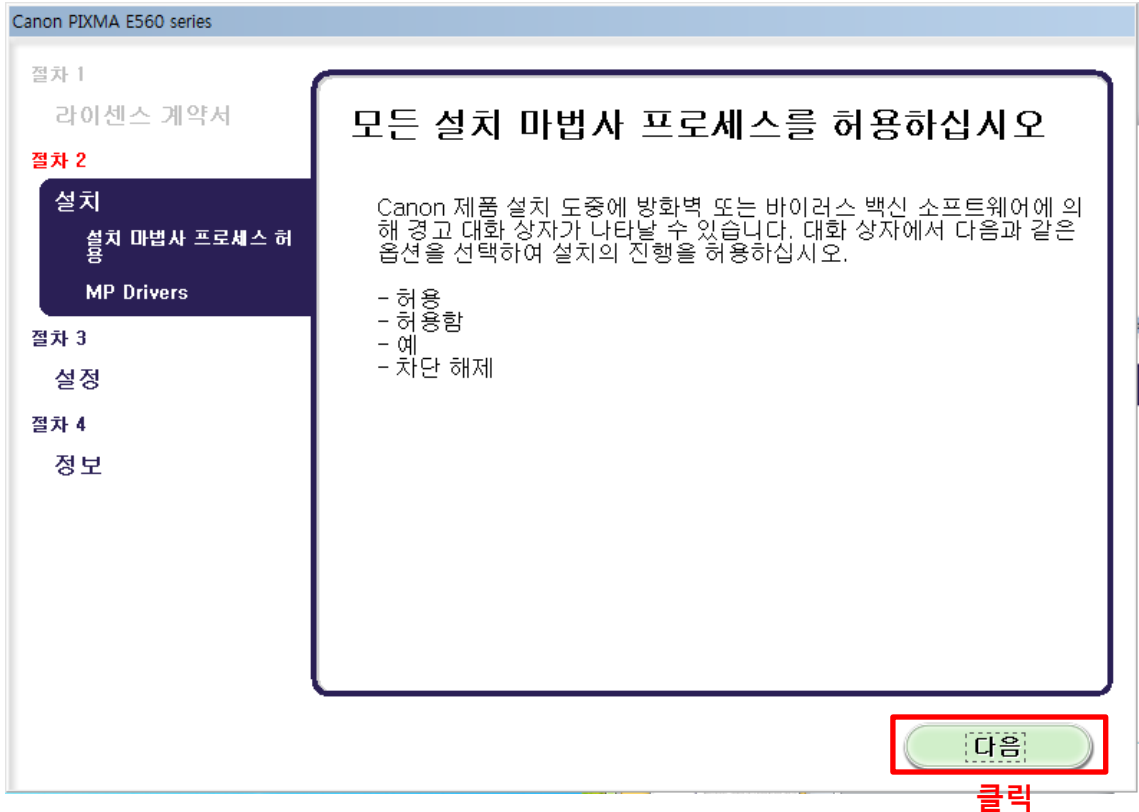 Canon PIXMA E560 series
절차 1
라이센스 계약서
절차 2
설치
설치 마법사 프로세스 허
용
MP Drivers
절차 3
설정
절차 4
정보
모든 설치 마법사 프로세스를 허용하십시오
Canon 제품 설치 도중에 방화벽 또는 바이러스 백신 소프트웨어에 의
해 경고 대화 상자가 나타날 수 있습니다. 대화 상자에서 다음과 같은
옵션을 선택하여 설치의 진행을 허용하십시오.
- 허용
- 허용함
- 예
- 차단 해제
다음
클릭